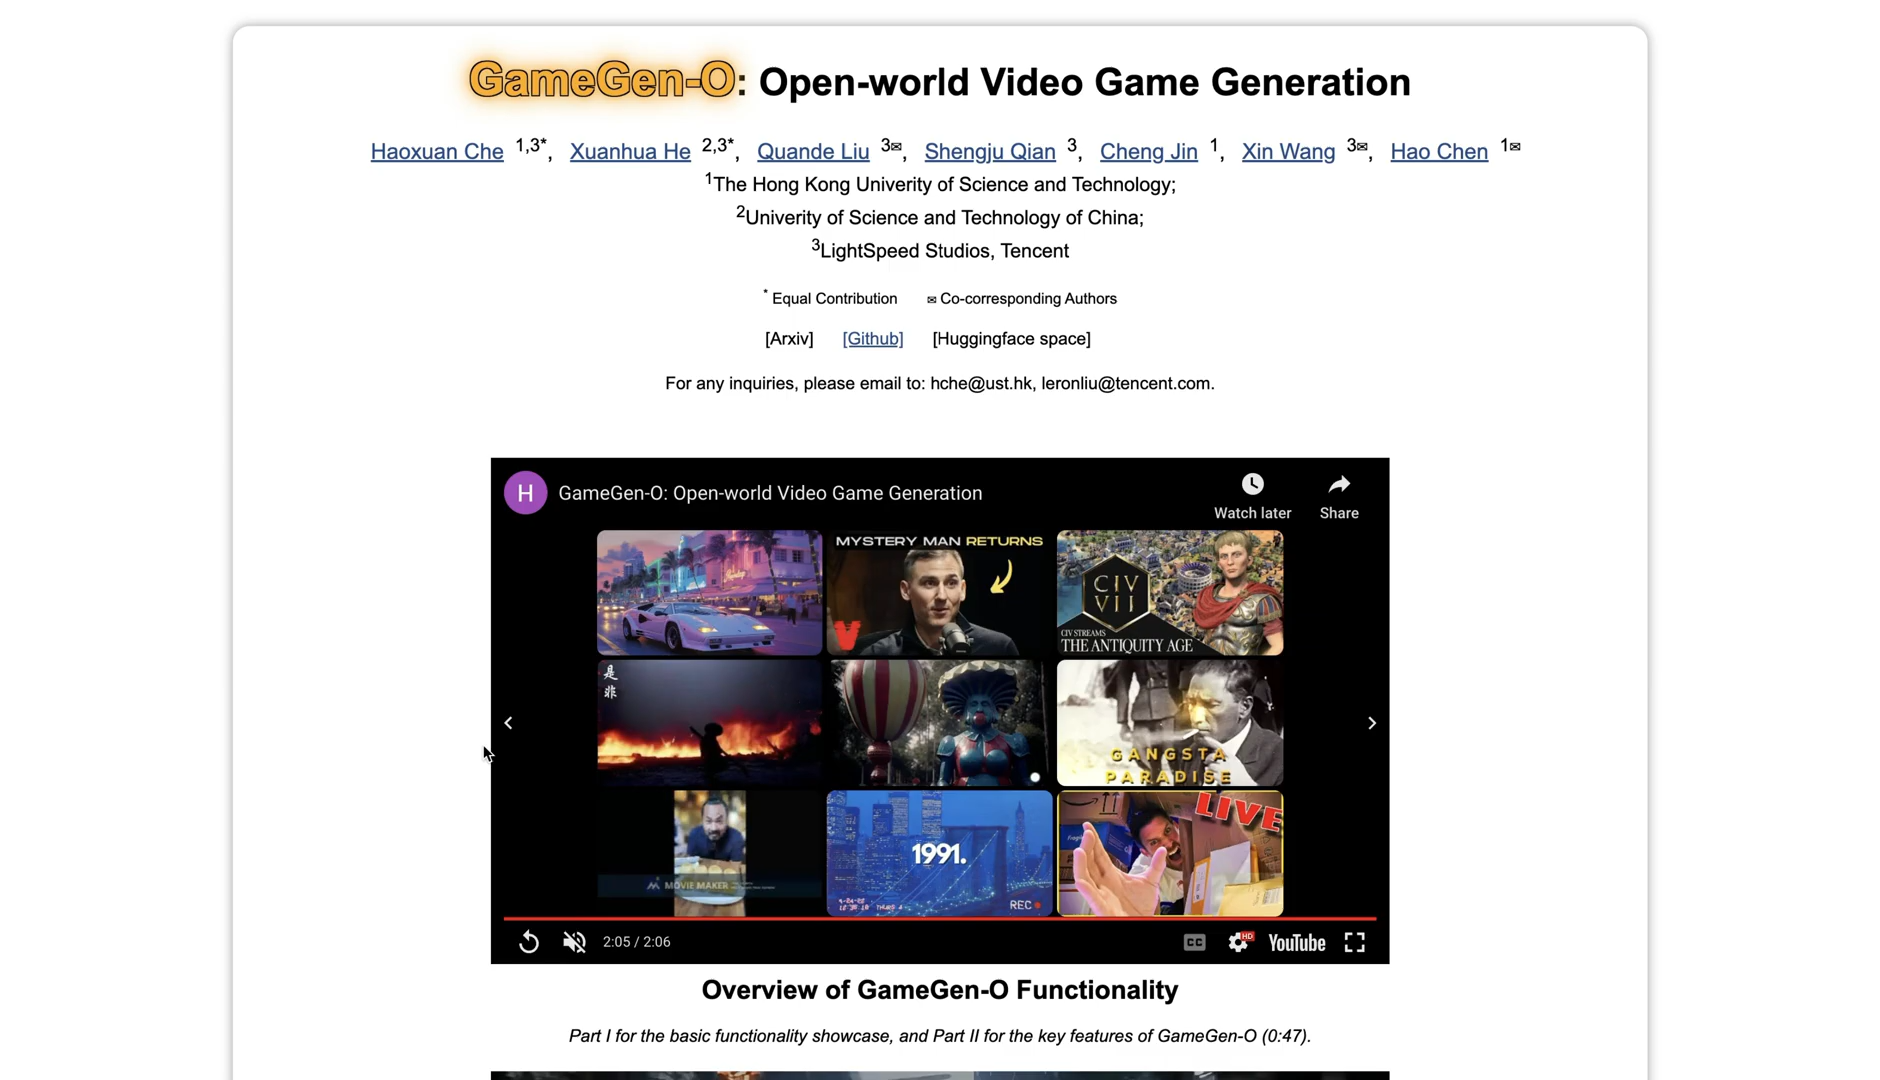 GameGen-O: Open-world Video Game Generation
Haoxuan Che 1,3*, Xuanhua He 2,3*, Quande Liu 3✉, Shengju Qian 3, Cheng Jin 1, Xin Wang 3✉, Hao Chen 1✉
1The Hong Kong Univerity of Science and Technology;
2Univerity of Science and Technology of China;
3LightSpeed Studios, Tencent
* Equal Contribution ✉ Co-corresponding Authors
[Arxiv] [Github] [Huggingface space]
For any inquiries, please email to: hche@ust.hk, leronliu@tencent.com.
H GameGen-O: Open-world Video Game Generation
Watch later Share
MYSTERY MAN RETURNS
V
CIV
VII
CIV STREAMS
THE ANTIQUITY AGE
是
非
GANGSTA
PARADISE
MOVIE MAKER
1991.
REC
LIVE
2:05 / 2:06
CC HD YouTube
Overview of GameGen-O Functionality
Part I for the basic functionality showcase, and Part II for the key features of GameGen-O (0:47).